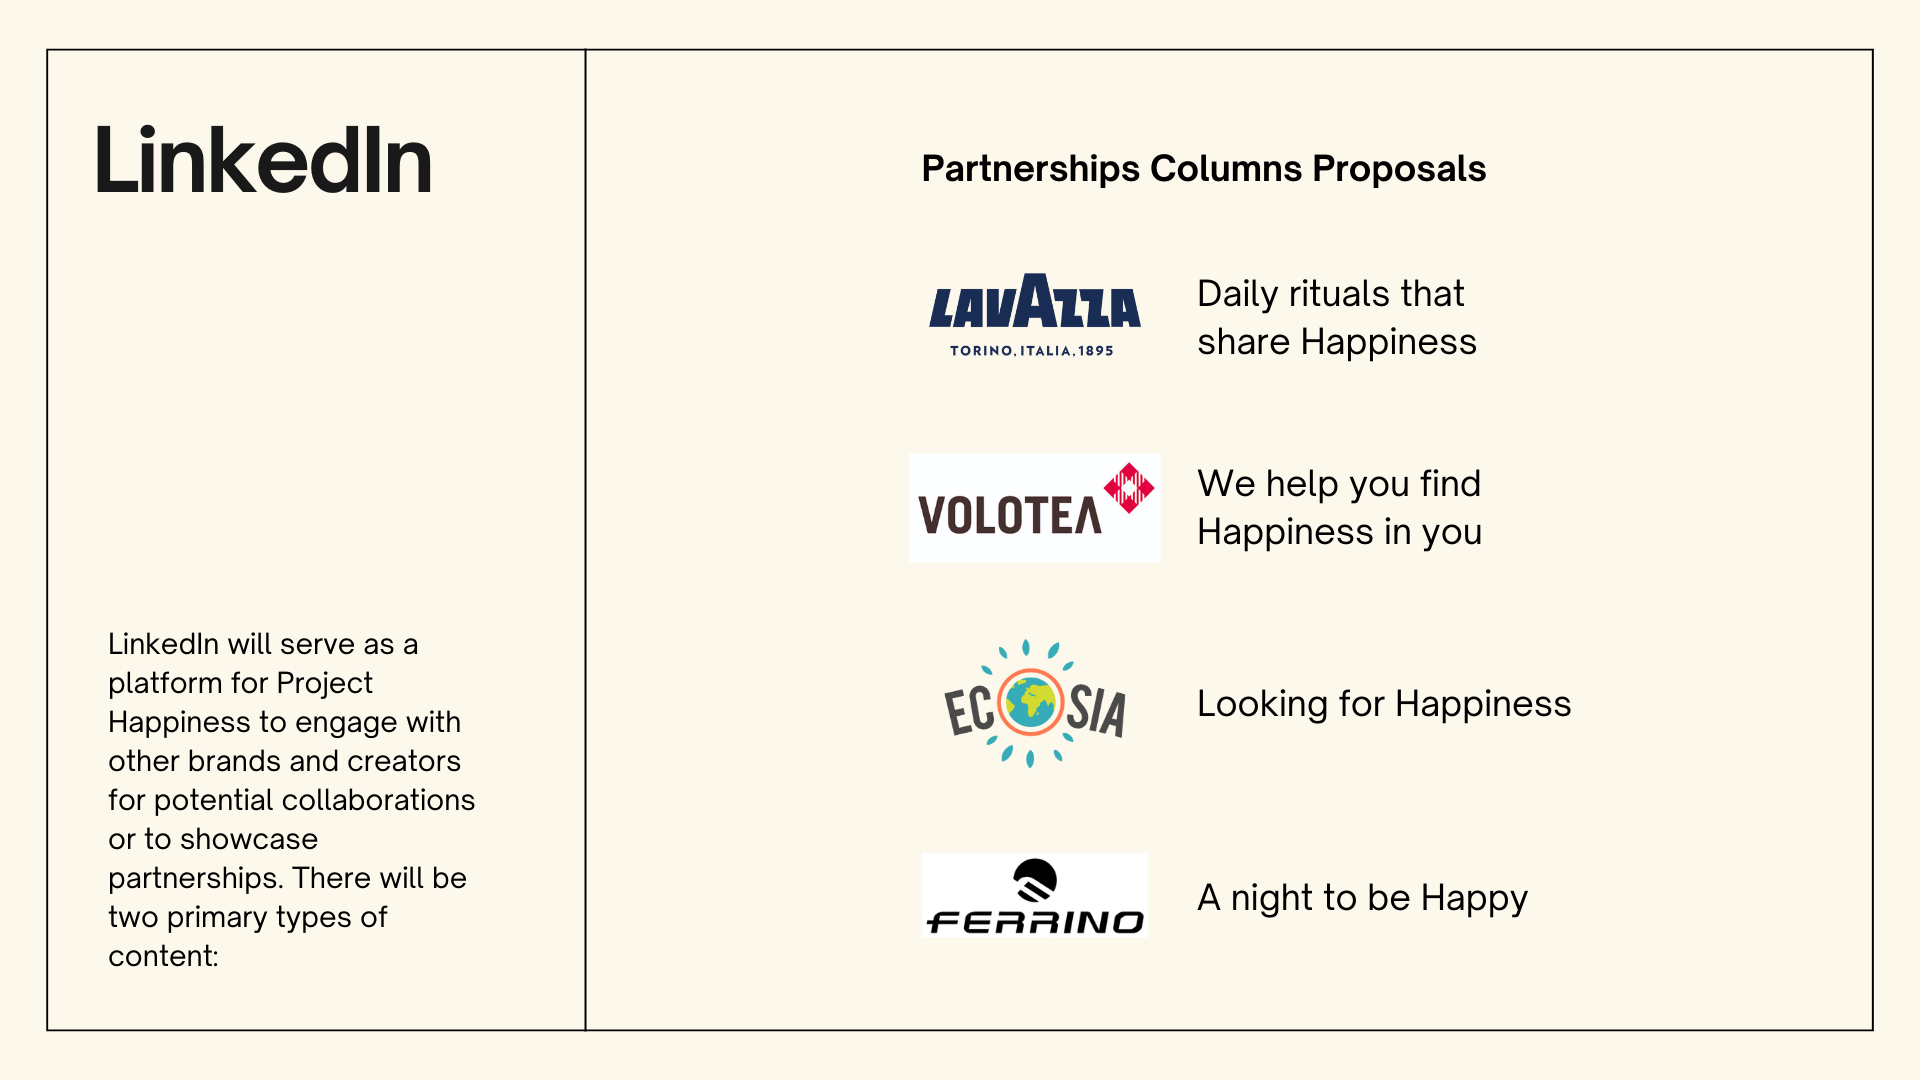 LinkedIn
LinkedIn will serve as a
platform for Project
Happiness to engage with
other brands and creators
for potential collaborations
or to showcase
partnerships. There will be
two primary types of
content:
Partnerships Columns Proposals
LAVAZZA
TORINO, ITALIA, 1895
Daily rituals that
share Happiness
VOLOTEA
We help you find
Happiness in you
ECOSIA
Looking for Happiness
FERRINO
A night to be Happy